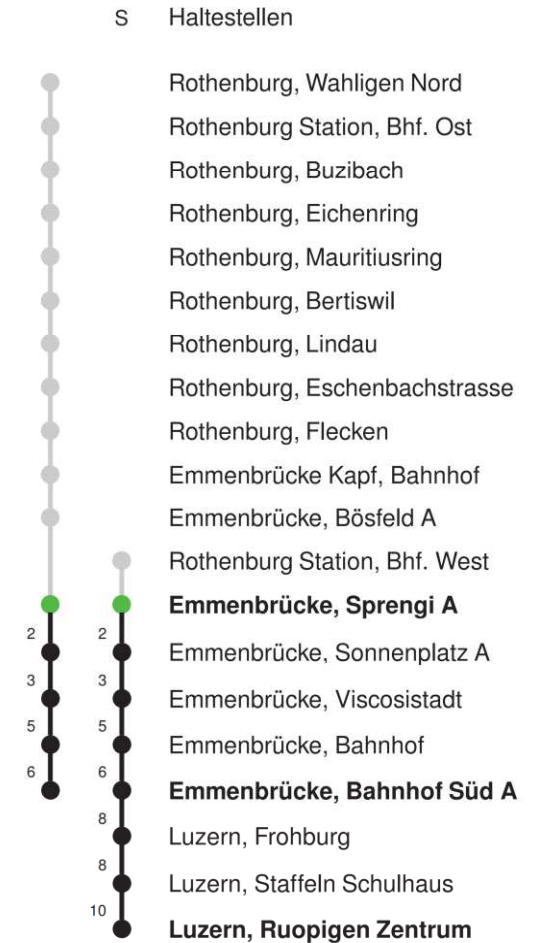 S Haltestellen
Rothenburg, Wahligen Nord
Rothenburg Station, Bhf. Ost
Rothenburg, Buzibach
Rothenburg, Eichenring
Rothenburg, Mauritiusring
Rothenburg, Bertiswil
Rothenburg, Lindau
Rothenburg, Eschenbachstrasse
Rothenburg, Flecken
Emmenbrücke Kapf, Bahnhof
Emmenbrücke, Bösfeld A
Rothenburg Station, Bhf. West
Emmenbrücke, Sprengi A
2 2 Emmenbrücke, Sonnenplatz A
3 3 Emmenbrücke, Viscosistadt
5 5 Emmenbrücke, Bahnhof
6 6 Emmenbrücke, Bahnhof Süd A
8 Luzern, Frohburg
8 Luzern, Staffeln Schulhaus
10 Luzern, Ruopigen Zentrum